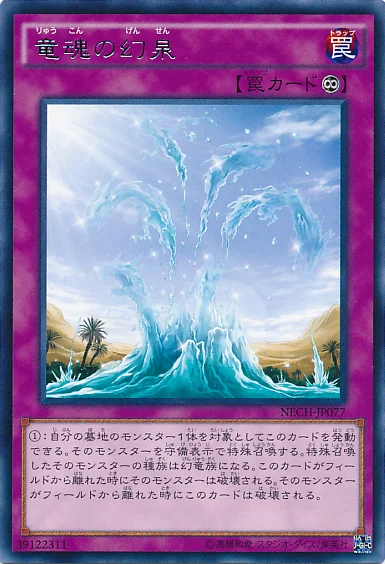 竜魂の幻泉
りゅう こん げん せん
罠
トラップ
【罠カード∞】
NECH-JP077
①：自分の墓地のモンスター１体を対象としてこのカードを発動
できる。そのモンスターを守備表示で特殊召喚する。この効果で特殊召喚
したそのモンスターの種族は幻竜族になる。このカードがフィー
ルドから離れた時にそのモンスターは破壊される。そのモンスター
がフィールドから離れた時にこのカードは破壊される。
39122311
©高橋和希 スタジオ・ダイス/集英社